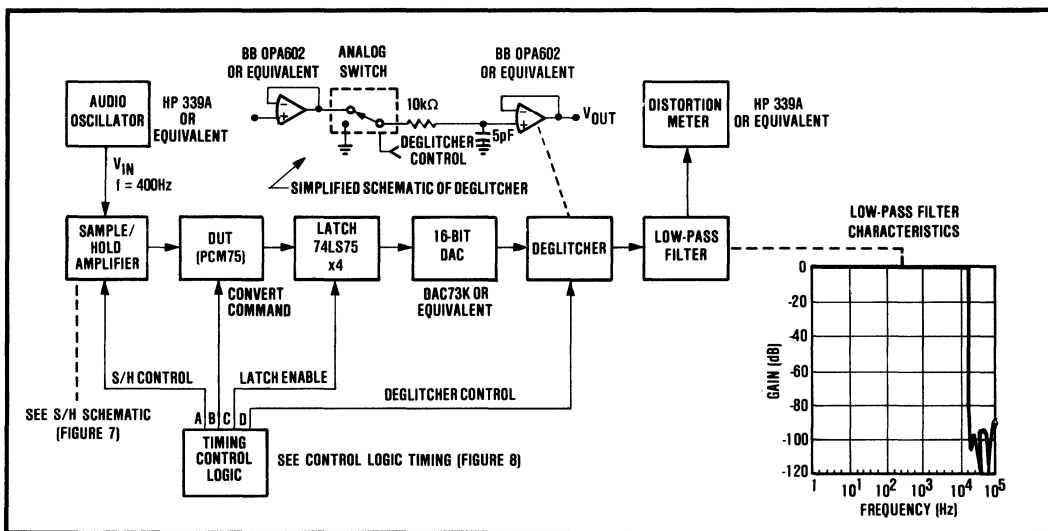 BB OPA602
OR EQUIVALENT
ANALOG
SWITCH
BB OPA602
OR EQUIVALENT
AUDIO
OSCILLATOR
HP 339A
OR
EQUIVALENT
10kΩ
5pF
VOUT
DEGLITCHER
CONTROL
DISTORTION
METER
HP 339A
OR EQUIVALENT
VIN
f = 400Hz
SIMPLIFIED SCHEMATIC OF DEGLITCHER
SAMPLE/
HOLD
AMPLIFIER
DUT
(PCM75)
LATCH
74LS75
x4
16-BIT
DAC
DEGLITCHER
LOW-PASS
FILTER
LOW-PASS FILTER
CHARACTERISTICS
CONVERT
COMMAND
BAC73K OR
EQUIVALENT
S/H CONTROL
LATCH ENABLE
DEGLITCHER CONTROL
SEE S/H SCHEMATIC
(FIGURE 7)
A B C D
TIMING
CONTROL
LOGIC
SEE CONTROL LOGIC TIMING (FIGURE 8)
GAIN (dB)
0
-20
-40
-60
-80
-100
-120
1 10¹ 10² 10³ 10⁴ 10⁵
FREQUENCY (Hz)